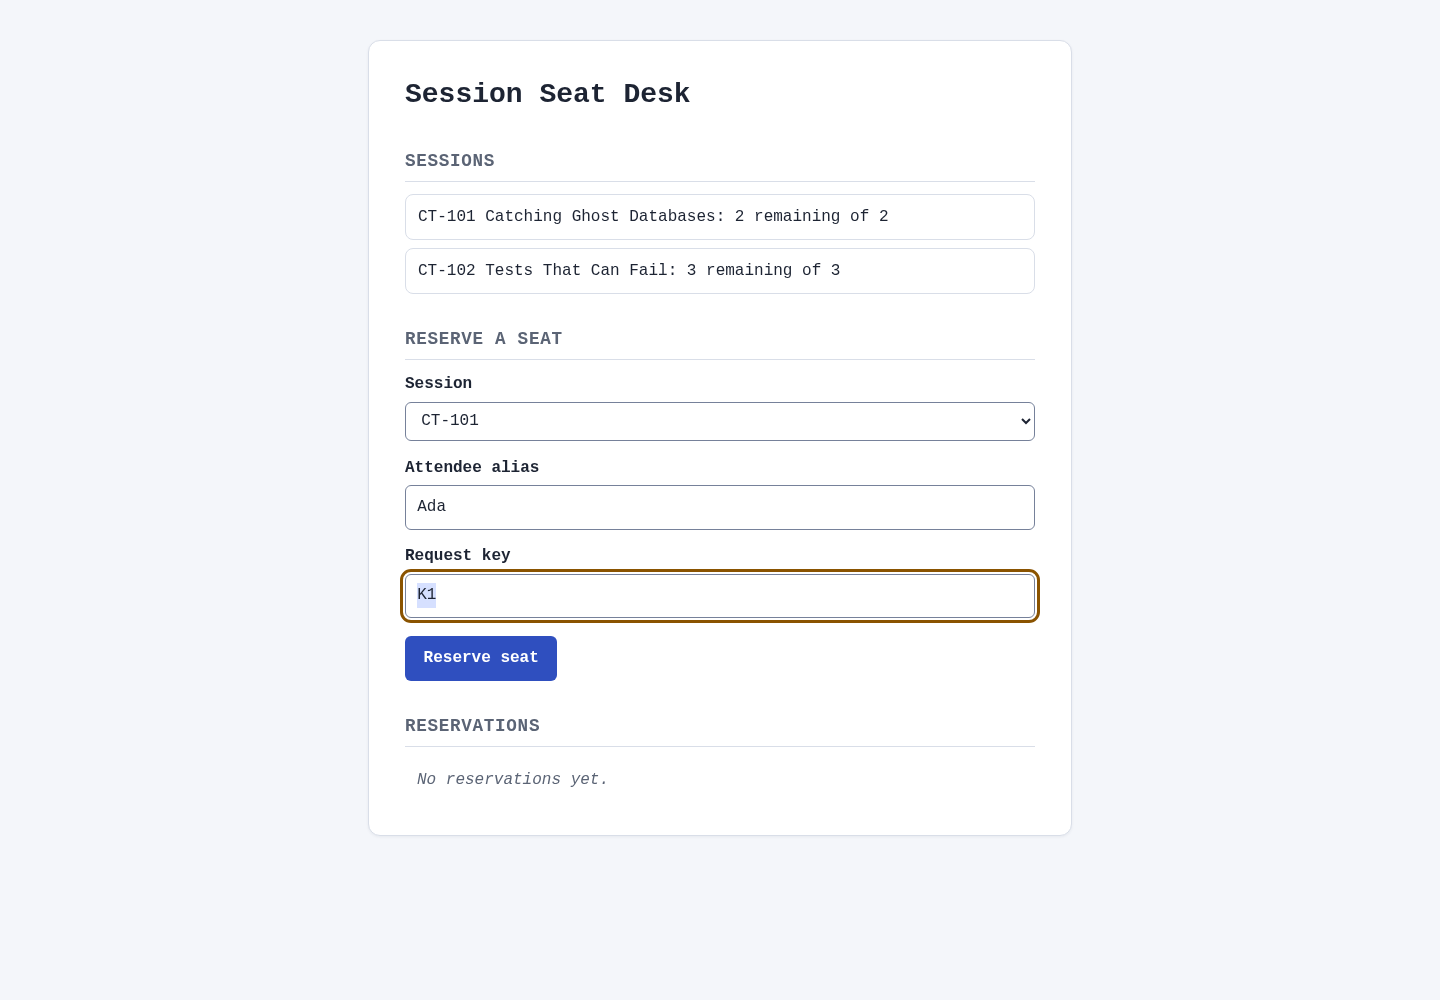 Session Seat Desk
SESSIONS
CT-101 Catching Ghost Databases: 2 remaining of 2
CT-102 Tests That Can Fail: 3 remaining of 3
RESERVE A SEAT
Session
CT-101
Attendee alias
Ada
Request key
K1
Reserve seat
RESERVATIONS
No reservations yet.